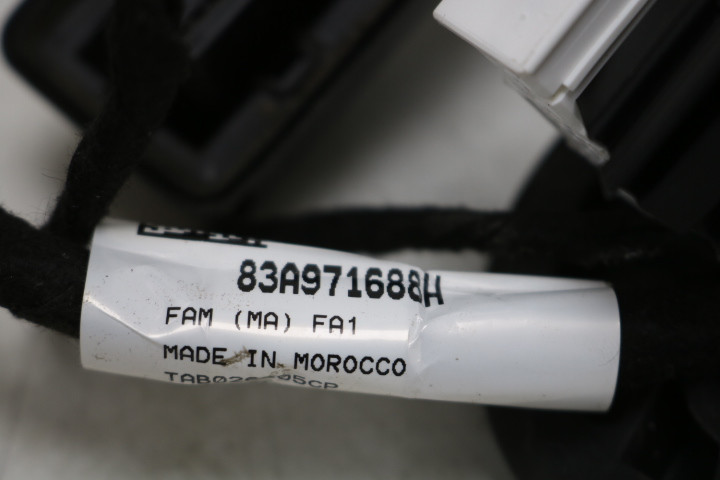 83A971688H
FAM (MA) FA1
MADE IN MOROCCO